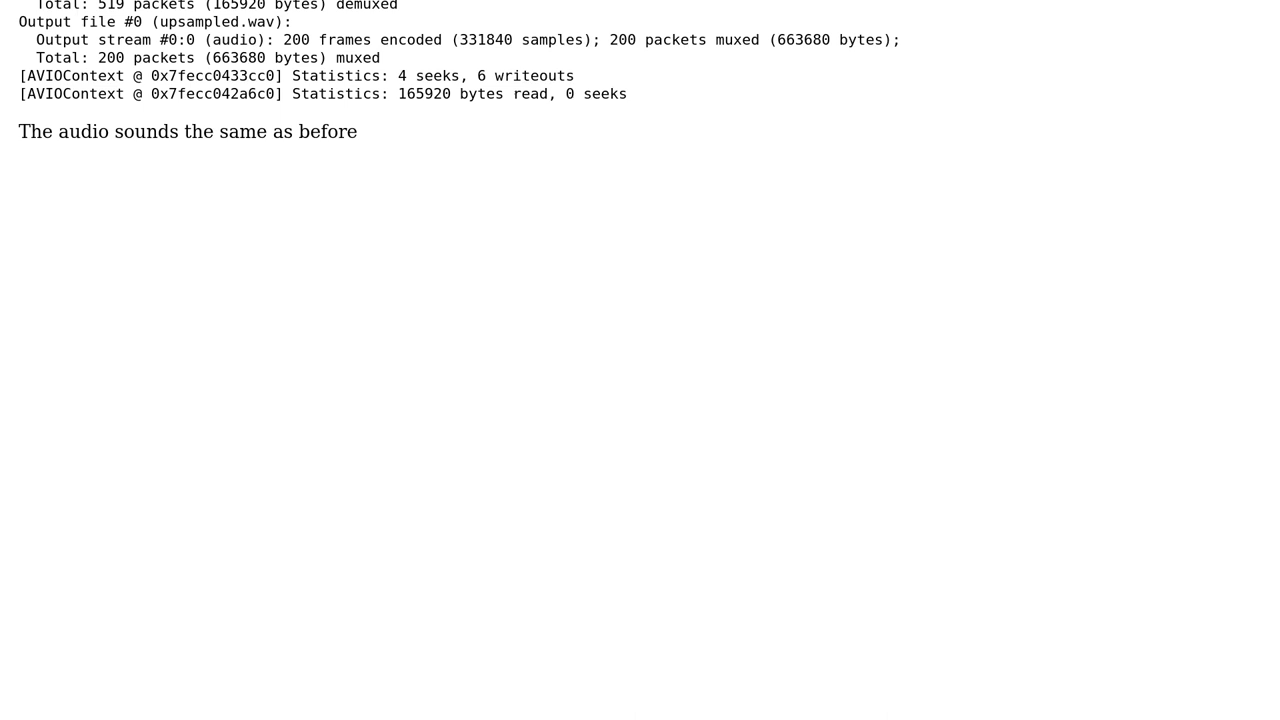 Total: 519 packets (165920 bytes) demuxed
Output file #0 (upsampled.wav):
Output stream #0:0 (audio): 200 frames encoded (331840 samples); 200 packets muxed (663680 bytes);
Total: 200 packets (663680 bytes) muxed
[AVIOContext @ 0x7fecc0433cc0] Statistics: 4 seeks, 6 writeouts
[AVIOContext @ 0x7fecc042a6c0] Statistics: 165920 bytes read, 0 seeks
The audio sounds the same as before